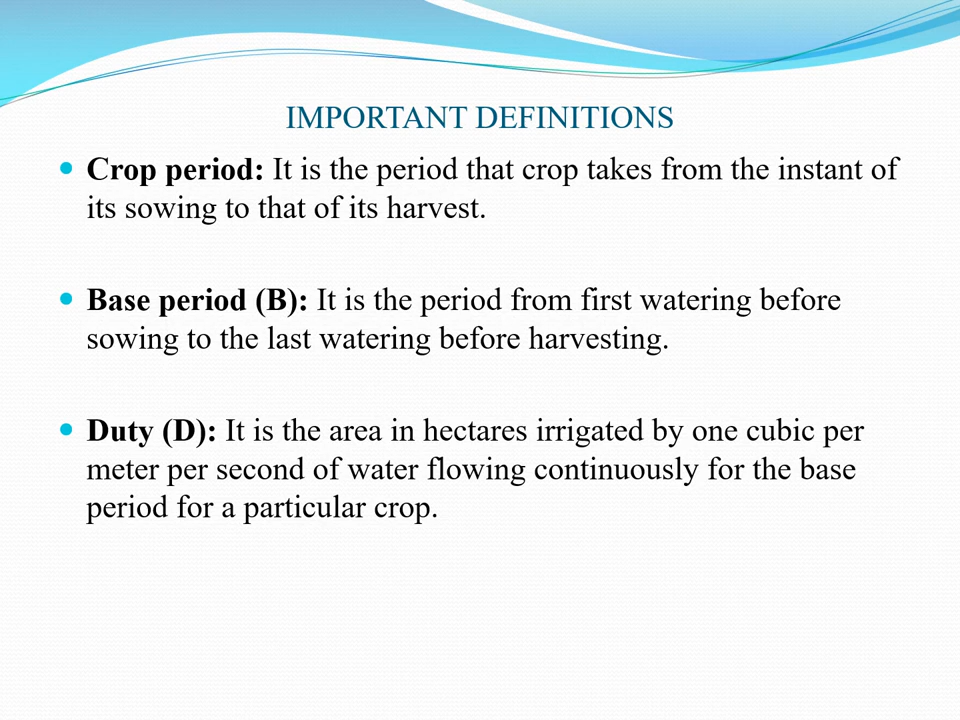 IMPORTANT DEFINITIONS
Crop period: It is the period that crop takes from the instant of
its sowing to that of its harvest.
Base period (B): It is the period from first watering before
sowing to the last watering before harvesting.
Duty (D): It is the area in hectares irrigated by one cubic per
meter per second of water flowing continuously for the base
period for a particular crop.